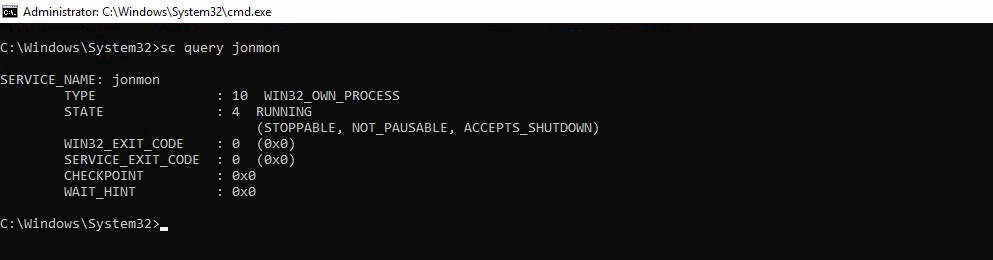 Administrator: C:\Windows\System32\cmd.exe
C:\Windows\System32>sc query jonmon
SERVICE_NAME: jonmon
        TYPE               : 10  WIN32_OWN_PROCESS
        STATE              : 4  RUNNING
                                (STOPPABLE, NOT_PAUSABLE, ACCEPTS_SHUTDOWN)
        WIN32_EXIT_CODE    : 0  (0x0)
        SERVICE_EXIT_CODE  : 0  (0x0)
        CHECKPOINT         : 0x0
        WAIT_HINT          : 0x0
C:\Windows\System32>